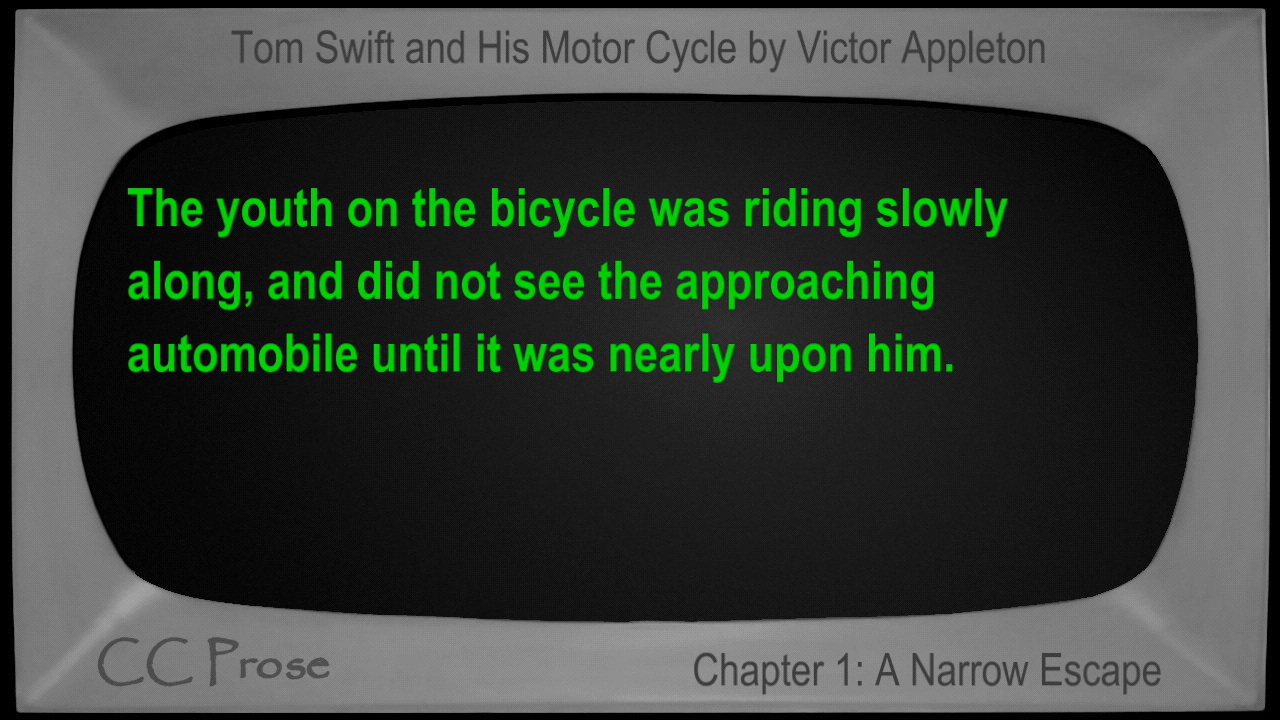 Tom Swift and His Motor Cycle by Victor Appleton
The youth on the bicycle was riding slowly
along, and did not see the approaching
automobile until it was nearly upon him.
CC Prose
Chapter 1: A Narrow Escape